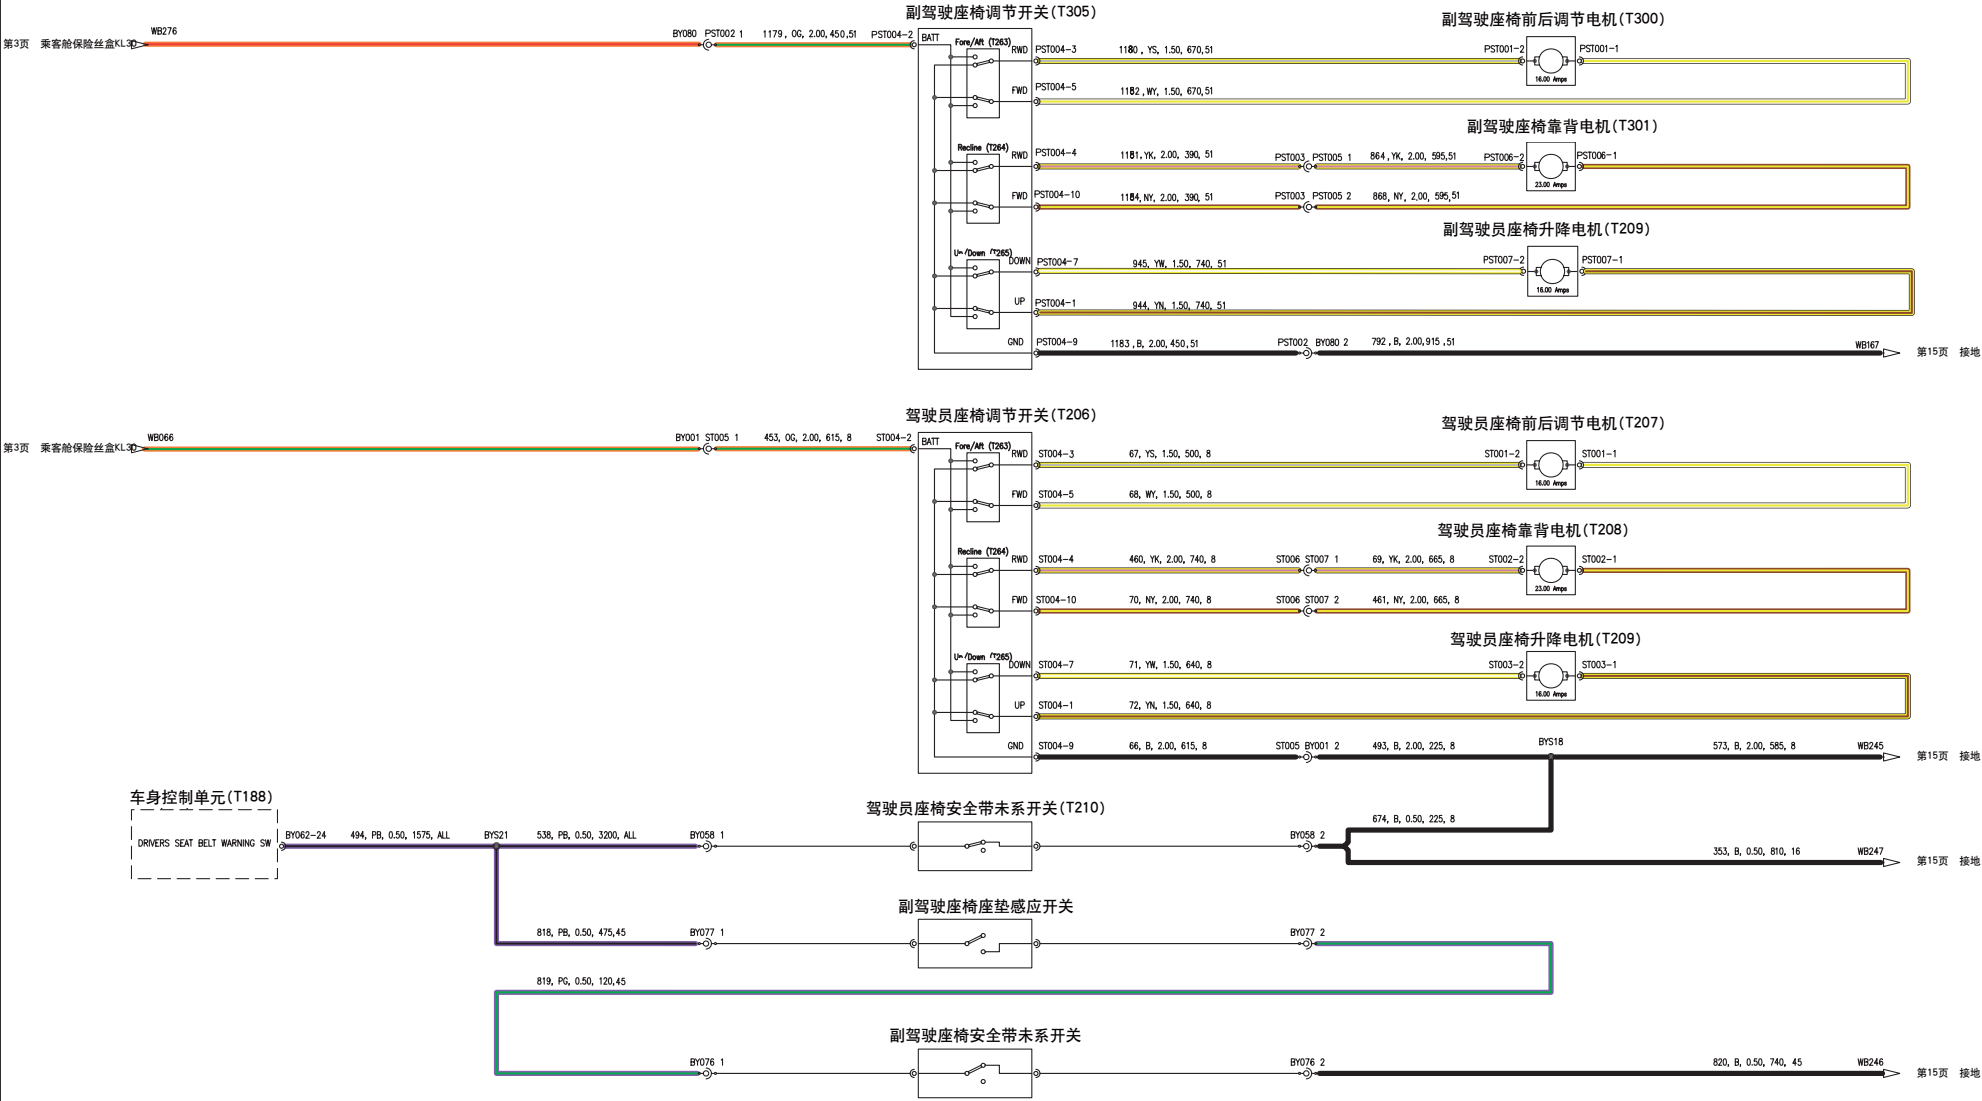 副驾驶座椅调节开关(T305)
副驾驶座椅前后调节电机(T300)
第3页 乘客舱保险丝盒KL30
WB276
BY080 PST002 1
1179, OG, 2.00,450,51
PST004-2
BATT
Fore/Aft (T263)
RWD
PST004-3
1180, YS, 1.50, 670,51
PST001-2
PST001-1
16.00 Amps
FWD
PST004-5
1182,WY, 1.50, 670,51
副驾驶座椅靠背电机(T301)
Recline (T264)
RWD
PST004-4
1181,YK, 2.00, 390, 51
PST003 PST005 1
864,YK, 2.00, 595,51
PST006-2
PST006-1
23.00 Amps
FWD
PST004-10
1184,NY, 2.00, 390, 51
PST003 PST005 2
868, NY, 2.00, 595,51
副驾驶员座椅升降电机(T209)
Up/Down (T265)
DOWN
PST004-7
945, YW, 1.50, 740, 51
PST007-2
PST007-1
16.00 Amps
UP
PST004-1
944, YN, 1.50, 740, 51
GND
PST004-9
1183,B, 2.00,450,51
PST002 BY080 2
792,B, 2.00,915,51
WB167
第15页 接地
驾驶员座椅调节开关(T206)
驾驶员座椅前后调节电机(T207)
第3页 乘客舱保险丝盒KL30
WB066
BY001 ST005 1
453, OG, 2.00, 615, 8
ST004-2
BATT
Fore/Aft (T263)
RWD
ST004-3
67, YS, 1.50, 500, 8
ST001-2
ST001-1
16.00 Amps
FWD
ST004-5
68, WY, 1.50, 500, 8
驾驶员座椅靠背电机(T208)
Recline (T264)
RWD
ST004-4
460, YK, 2.00, 740, 8
ST006 ST007 1
69, YK, 2.00, 665, 8
ST002-2
ST002-1
23.00 Amps
FWD
ST004-10
70, NY, 2.00, 740, 8
ST006 ST007 2
461, NY, 2.00, 665, 8
驾驶员座椅升降电机(T209)
Up/Down (T265)
DOWN
ST004-7
71, YW, 1.50, 640, 8
ST003-2
ST003-1
16.00 Amps
UP
ST004-1
72, YN, 1.50, 640, 8
GND
ST004-9
66, B, 2.00, 615, 8
ST005 BY001 2
493, B, 2.00, 225, 8
BYS18
573, B, 2.00, 585, 8
WB245
第15页 接地
车身控制单元(T188)
驾驶员座椅安全带未系开关(T210)
DRIVERS SEAT BELT WARNING SW
BY062-24
494, PB, 0.50, 1575, ALL
BYS21
538, PB, 0.50, 3200, ALL
BY058 1
BY058 2
674, B, 0.50, 225, 8
353, B, 0.50, 810, 16
WB247
第15页 接地
副驾驶座椅座垫感应开关
818, PB, 0.50, 475,45
BY077 1
BY077 2
819, PG, 0.50, 120,45
副驾驶座椅安全带未系开关
BY076 1
BY076 2
820, B, 0.50, 740, 45
WB246
第15页 接地